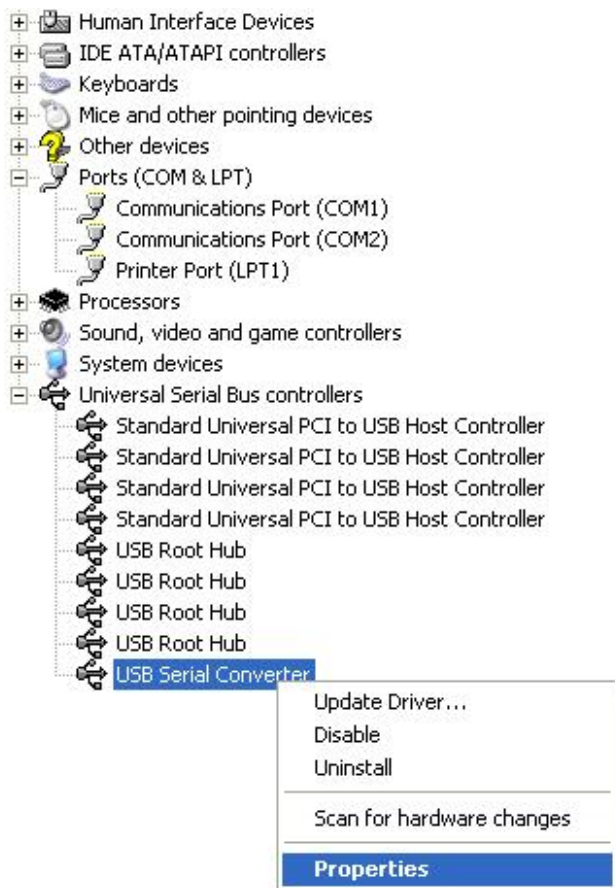 Human Interface Devices
IDE ATA/ATAPI controllers
Keyboards
Mice and other pointing devices
Other devices
Ports (COM & LPT)
Communications Port (COM1)
Communications Port (COM2)
Printer Port (LPT1)
Processors
Sound, video and game controllers
System devices
Universal Serial Bus controllers
Standard Universal PCI to USB Host Controller
Standard Universal PCI to USB Host Controller
Standard Universal PCI to USB Host Controller
Standard Universal PCI to USB Host Controller
USB Root Hub
USB Root Hub
USB Root Hub
USB Root Hub
USB Serial Converter
Update Driver...
Disable
Uninstall
Scan for hardware changes
Properties